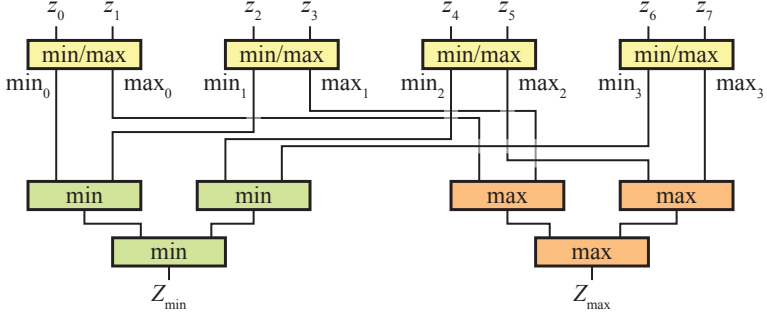 z₀ z₁ z₂ z₃ z₄ z₅ z₆ z₇
min/max min/max min/max min/max
min₀ max₀ min₁ max₁ min₂ max₂ min₃ max₃
min min max max
min max
Zₘᵢₙ Zₘₐₓ